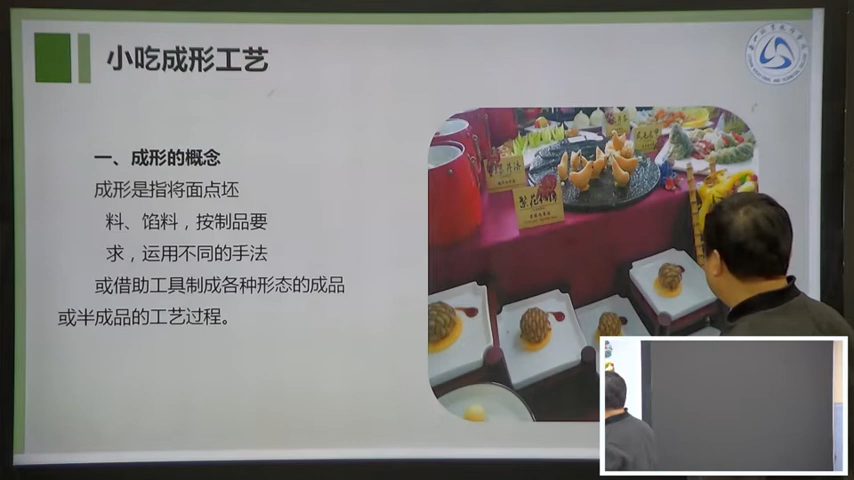 小吃成形工艺
一、成形的概念
成形是指将面点坯
料、馅料，按制品要
求，运用不同的手法
或借助工具制成各种形态的成品
或半成品的工艺过程。